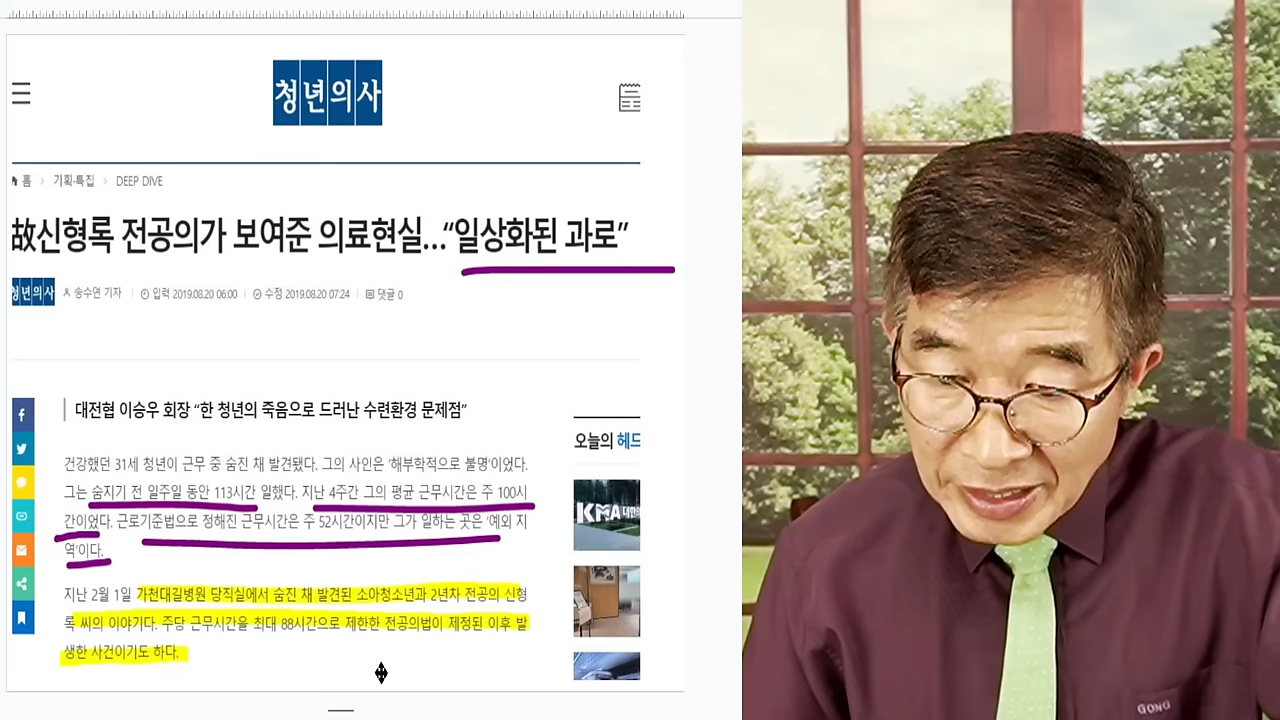 청년의사
홈 > 기획·특집 > DEEP DIVE
故신형록 전공의가 보여준 의료현실…“일상화된 과로”
청년의사 송수연 기자 입력 2019.08.20 06:00 수정 2019.08.20 07:24 댓글 0
대전협 이승우 회장 “한 청년의 죽음으로 드러난 수련환경 문제점”
건강했던 31세 청년이 근무 중 숨진 채 발견됐다. 그의 사인은 ‘해부학적으로 불명’이었다.
그는 숨지기 전 일주일 동안 113시간 일했다. 지난 4주간 그의 평균 근무시간은 주 100시
간이었다. 근로기준법으로 정해진 근무시간은 주 52시간이지만 그가 일하는 곳은 ‘예외 지
역’이다.
지난 2월 1일 가천대길병원 당직실에서 숨진 채 발견된 소아청소년과 2년차 전공의 신형
록 씨의 이야기다. 주당 근무시간을 최대 88시간으로 제한한 전공의법이 제정된 이후 발
생한 사건이기도 하다.
오늘의 헤드
KMA
GONG